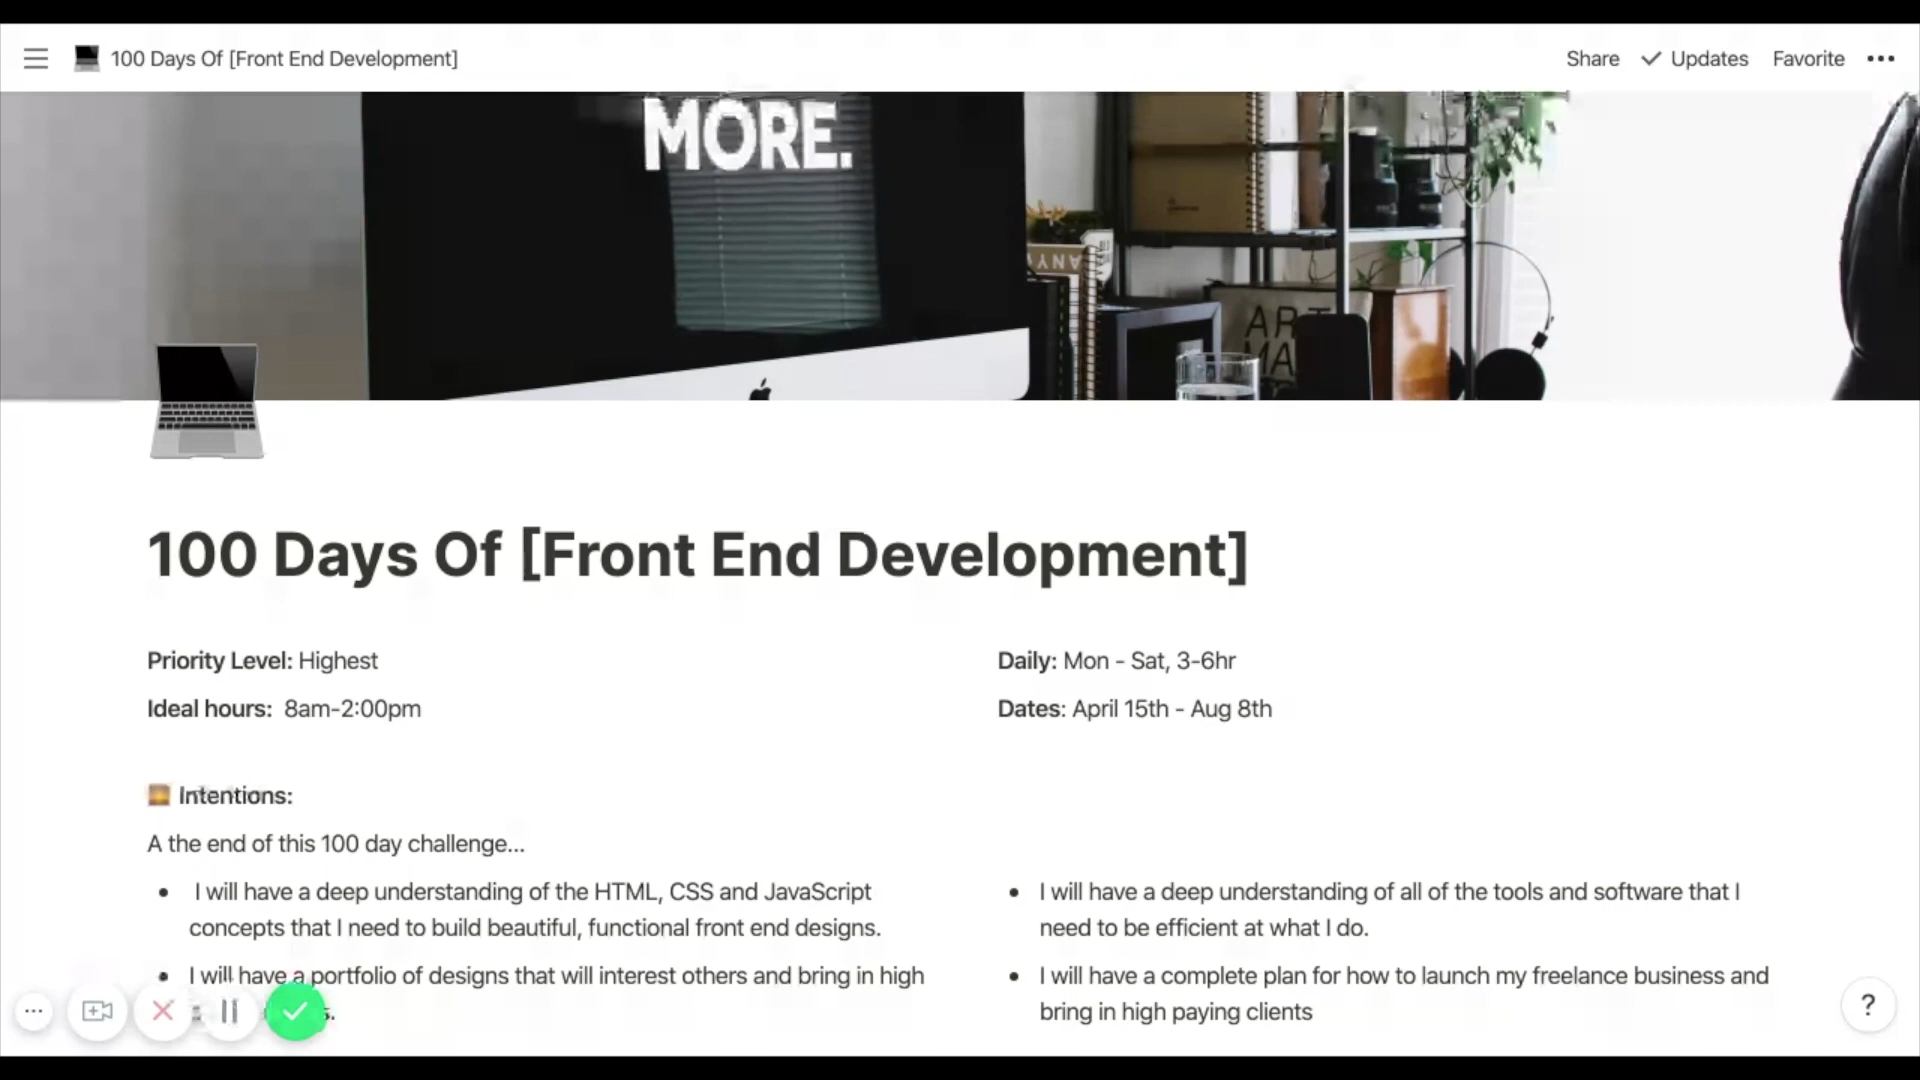 100 Days Of [Front End Development]
Share
Updates
Favorite
MORE.
ANY
ART
MA
100 Days Of [Front End Development]
Priority Level: Highest
Daily: Mon - Sat, 3-6hr
Ideal hours: 8am-2:00pm
Dates: April 15th - Aug 8th
Intentions:
A the end of this 100 day challenge...
I will have a deep understanding of the HTML, CSS and JavaScript
concepts that I need to build beautiful, functional front end designs.
I will have a portfolio of designs that will interest others and bring in high
I will have a deep understanding of all of the tools and software that I
need to be efficient at what I do.
I will have a complete plan for how to launch my freelance business and
bring in high paying clients
?